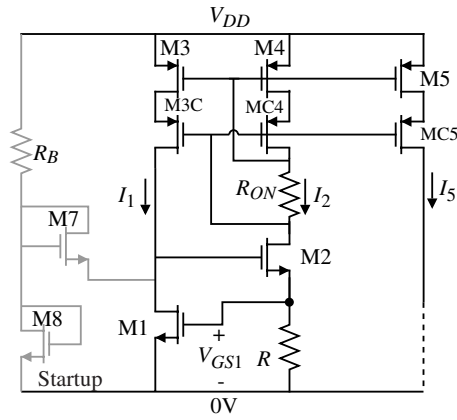 V_DD
M3
M4
M5
M3C
MC4
MC5
R_B
I_1
R_ON
I_2
I_5
M7
M2
M8
M1
+
V_GS1
-
R
Startup
0V